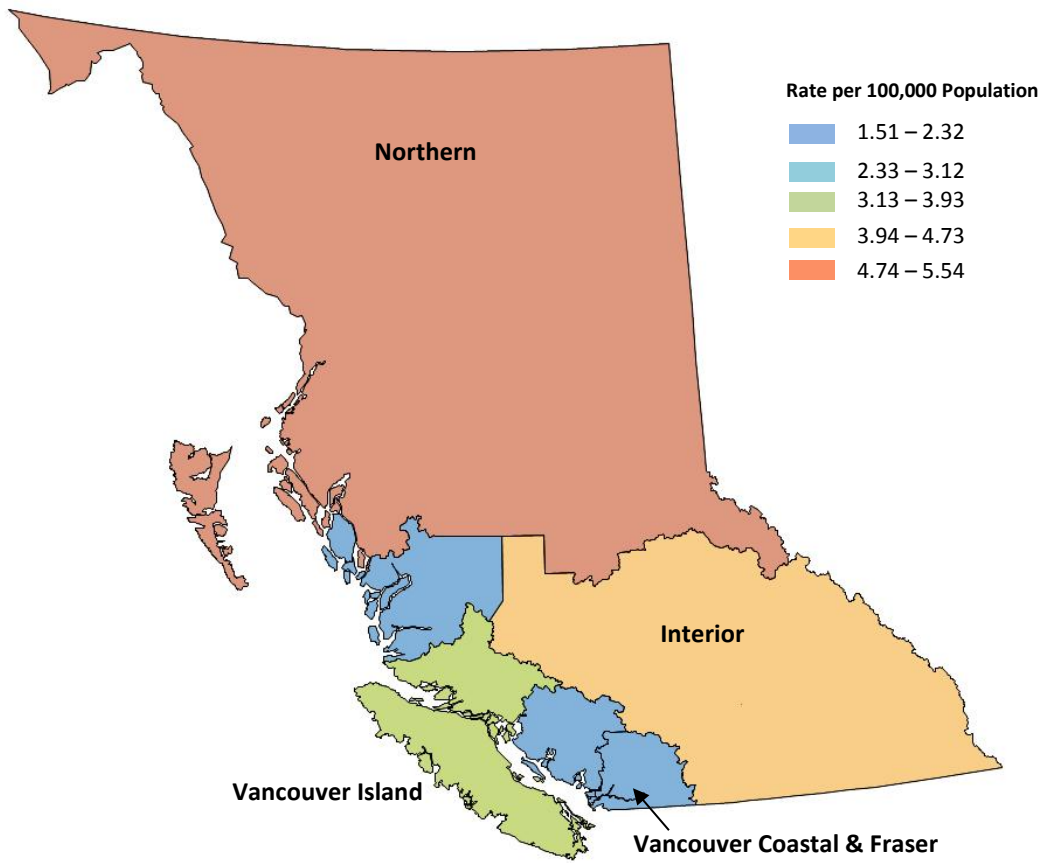 Rate per 100,000 Population
1.51 – 2.32
2.33 – 3.12
3.13 – 3.93
3.94 – 4.73
4.74 – 5.54
Northern
Interior
Vancouver Island
Vancouver Coastal & Fraser